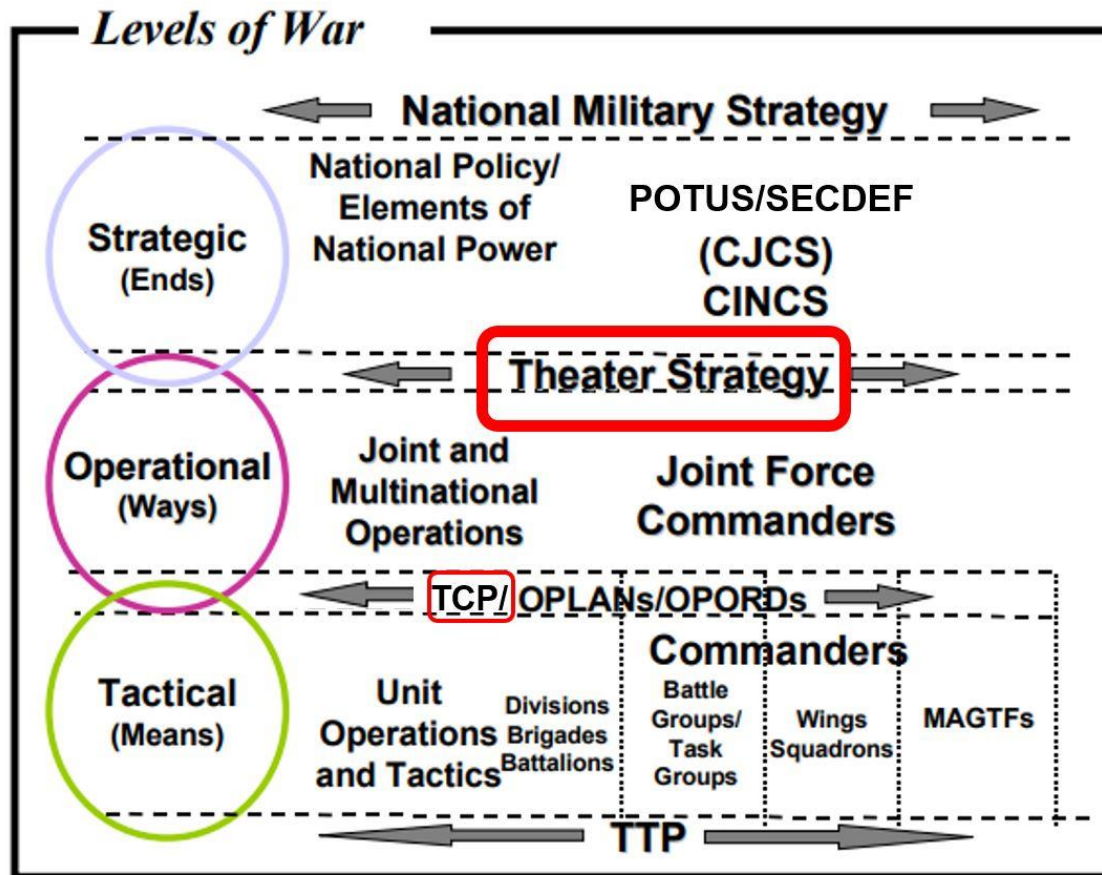 Levels of War
National Military Strategy
Strategic
(Ends)
National Policy/
Elements of
National Power
POTUS/SECDEF
(CJCS)
CINCS
Theater Strategy
Operational
(Ways)
Joint and
Multinational
Operations
Joint Force
Commanders
TCP/ OPLANs/OPORDs
Tactical
(Means)
Unit
Operations
and Tactics
Divisions
Brigades
Battalions
Commanders
Battle
Groups/
Task
Groups
Wings
Squadrons
MAGTFs
TTP